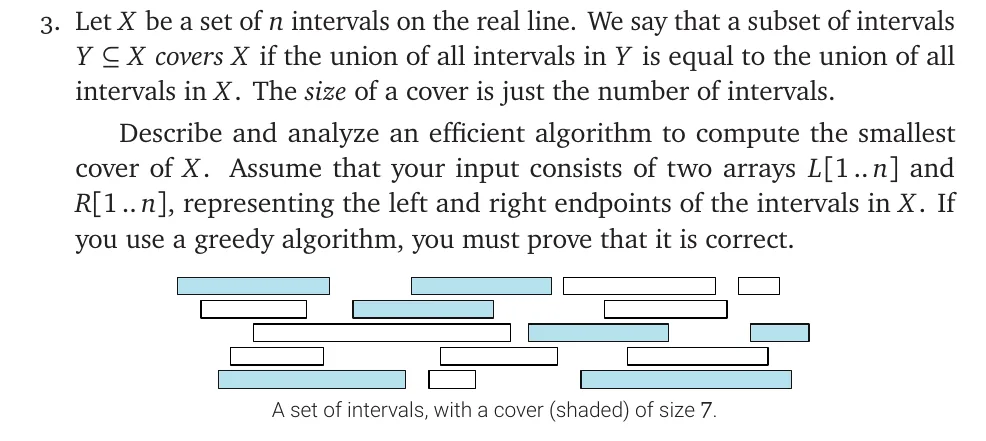 3. Let X be a set of n intervals on the real line. We say that a subset of intervals
Y ⊆ X covers X if the union of all intervals in Y is equal to the union of all
intervals in X. The size of a cover is just the number of intervals.
Describe and analyze an efficient algorithm to compute the smallest
cover of X. Assume that your input consists of two arrays L[1..n] and
R[1..n], representing the left and right endpoints of the intervals in X. If
you use a greedy algorithm, you must prove that it is correct.
A set of intervals, with a cover (shaded) of size 7.